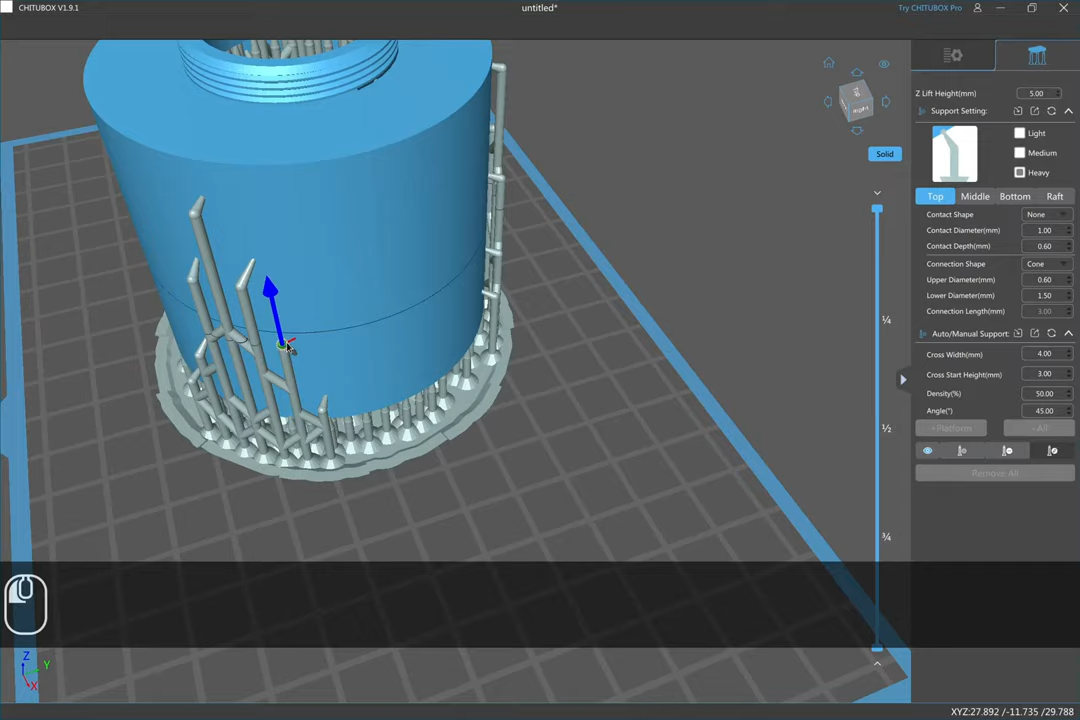 CHITUBOX V1.9.1
untitled*
Try CHITUBOX Pro
Z Lift Height(mm) 5.00
Support Setting:
Light
Medium
Heavy
Top Middle Bottom Raft
Contact Shape None
Contact Diameter(mm) 1.00
Contact Depth(mm) 0.60
Connection Shape Cone
Upper Diameter(mm) 0.60
Lower Diameter(mm) 1.50
Connection Length(mm) 3.00
Auto/Manual Support:
Cross Width(mm) 4.00
Cross Start Height(mm) 3.00
Density(%) 50.00
Angle(°) 45.00
+Platform +All
Remove All
Top
Right
Solid
¼
½
¾
Z
Y
X
XYZ:27.892 /-11.735 /29.788